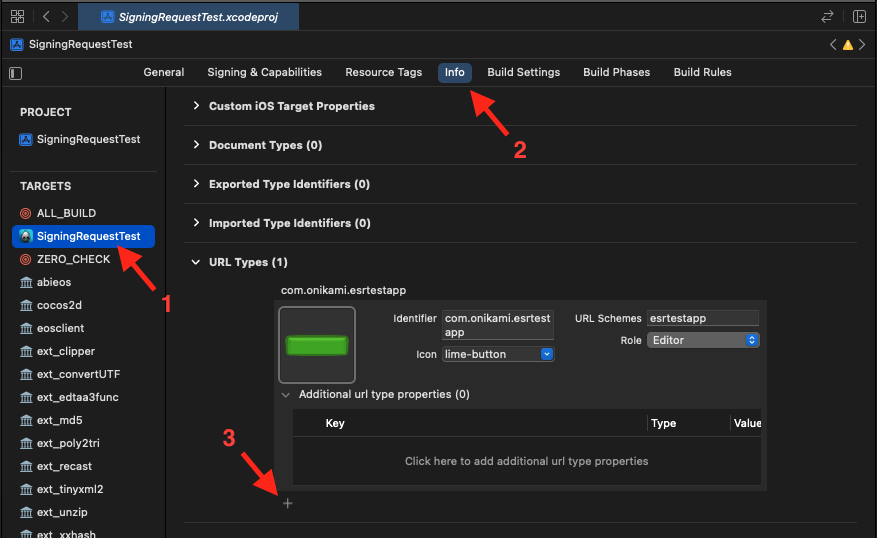 SigningRequestTest.xcodeproj
SigningRequestTest
General Signing & Capabilities Resource Tags Info Build Settings Build Phases Build Rules
2
PROJECT
SigningRequestTest
TARGETS
ALL_BUILD
SigningRequestTest
ZERO_CHECK
1
abieos
cocos2d
eosclient
ext_clipper
ext_convertUTF
ext_edtaa3func
ext_md5
ext_poly2tri
ext_recast
ext_tinyxml2
ext_unzip
ext_xxhash
Custom iOS Target Properties
Document Types (0)
Exported Type Identifiers (0)
Imported Type Identifiers (0)
URL Types (1)
com.onikami.esrtestapp
Identifier com.onikami.esrtest
app
Icon lime-button
URL Schemes esrtestapp
Role Editor
Additional url type properties (0)
Key Type Value
Click here to add additional url type properties
3